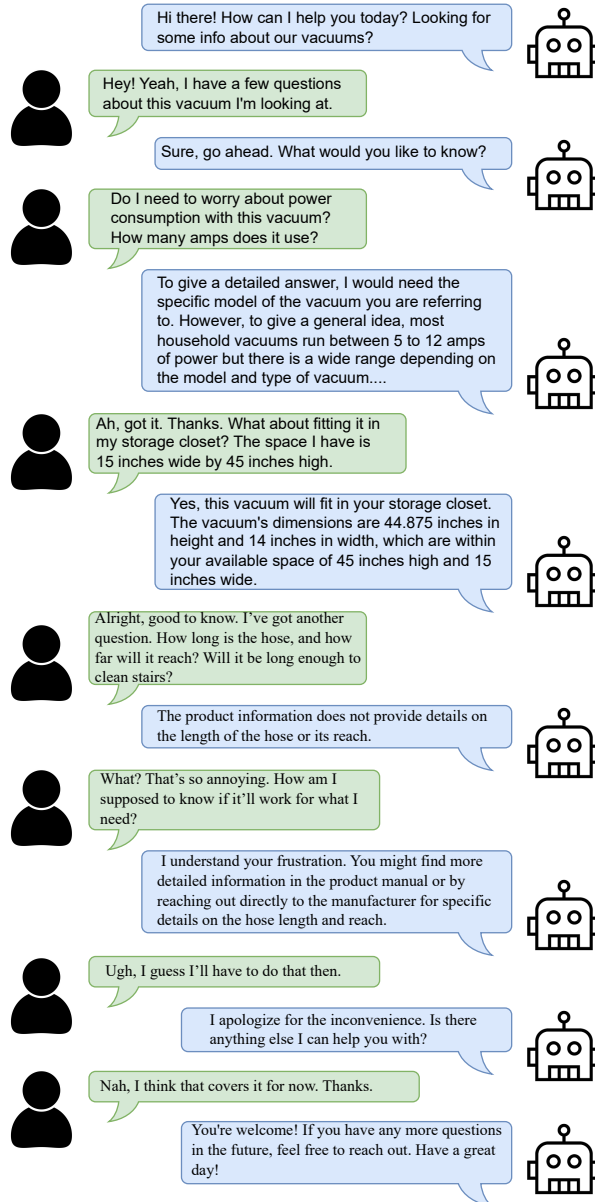 Hi there! How can I help you today? Looking for
some info about our vacuums?
Hey! Yeah, I have a few questions
about this vacuum I'm looking at.
Sure, go ahead. What would you like to know?
Do I need to worry about power
consumption with this vacuum?
How many amps does it use?
To give a detailed answer, I would need the
specific model of the vacuum you are referring
to. However, to give a general idea, most
household vacuums run between 5 to 12 amps
of power but there is a wide range depending on
the model and type of vacuum....
Ah, got it. Thanks. What about fitting it in
my storage closet? The space I have is
15 inches wide by 45 inches high.
Yes, this vacuum will fit in your storage closet.
The vacuum's dimensions are 44.875 inches in
height and 14 inches in width, which are within
your available space of 45 inches high and 15
inches wide.
Alright, good to know. I’ve got another
question. How long is the hose, and how
far will it reach? Will it be long enough to
clean stairs?
The product information does not provide details on
the length of the hose or its reach.
What? That’s so annoying. How am I
supposed to know if it’ll work for what I
need?
I understand your frustration. You might find more
detailed information in the product manual or by
reaching out directly to the manufacturer for specific
details on the hose length and reach.
Ugh, I guess I’ll have to do that then.
I apologize for the inconvenience. Is there
anything else I can help you with?
Nah, I think that covers it for now. Thanks.
You're welcome! If you have any more questions
in the future, feel free to reach out. Have a great
day!